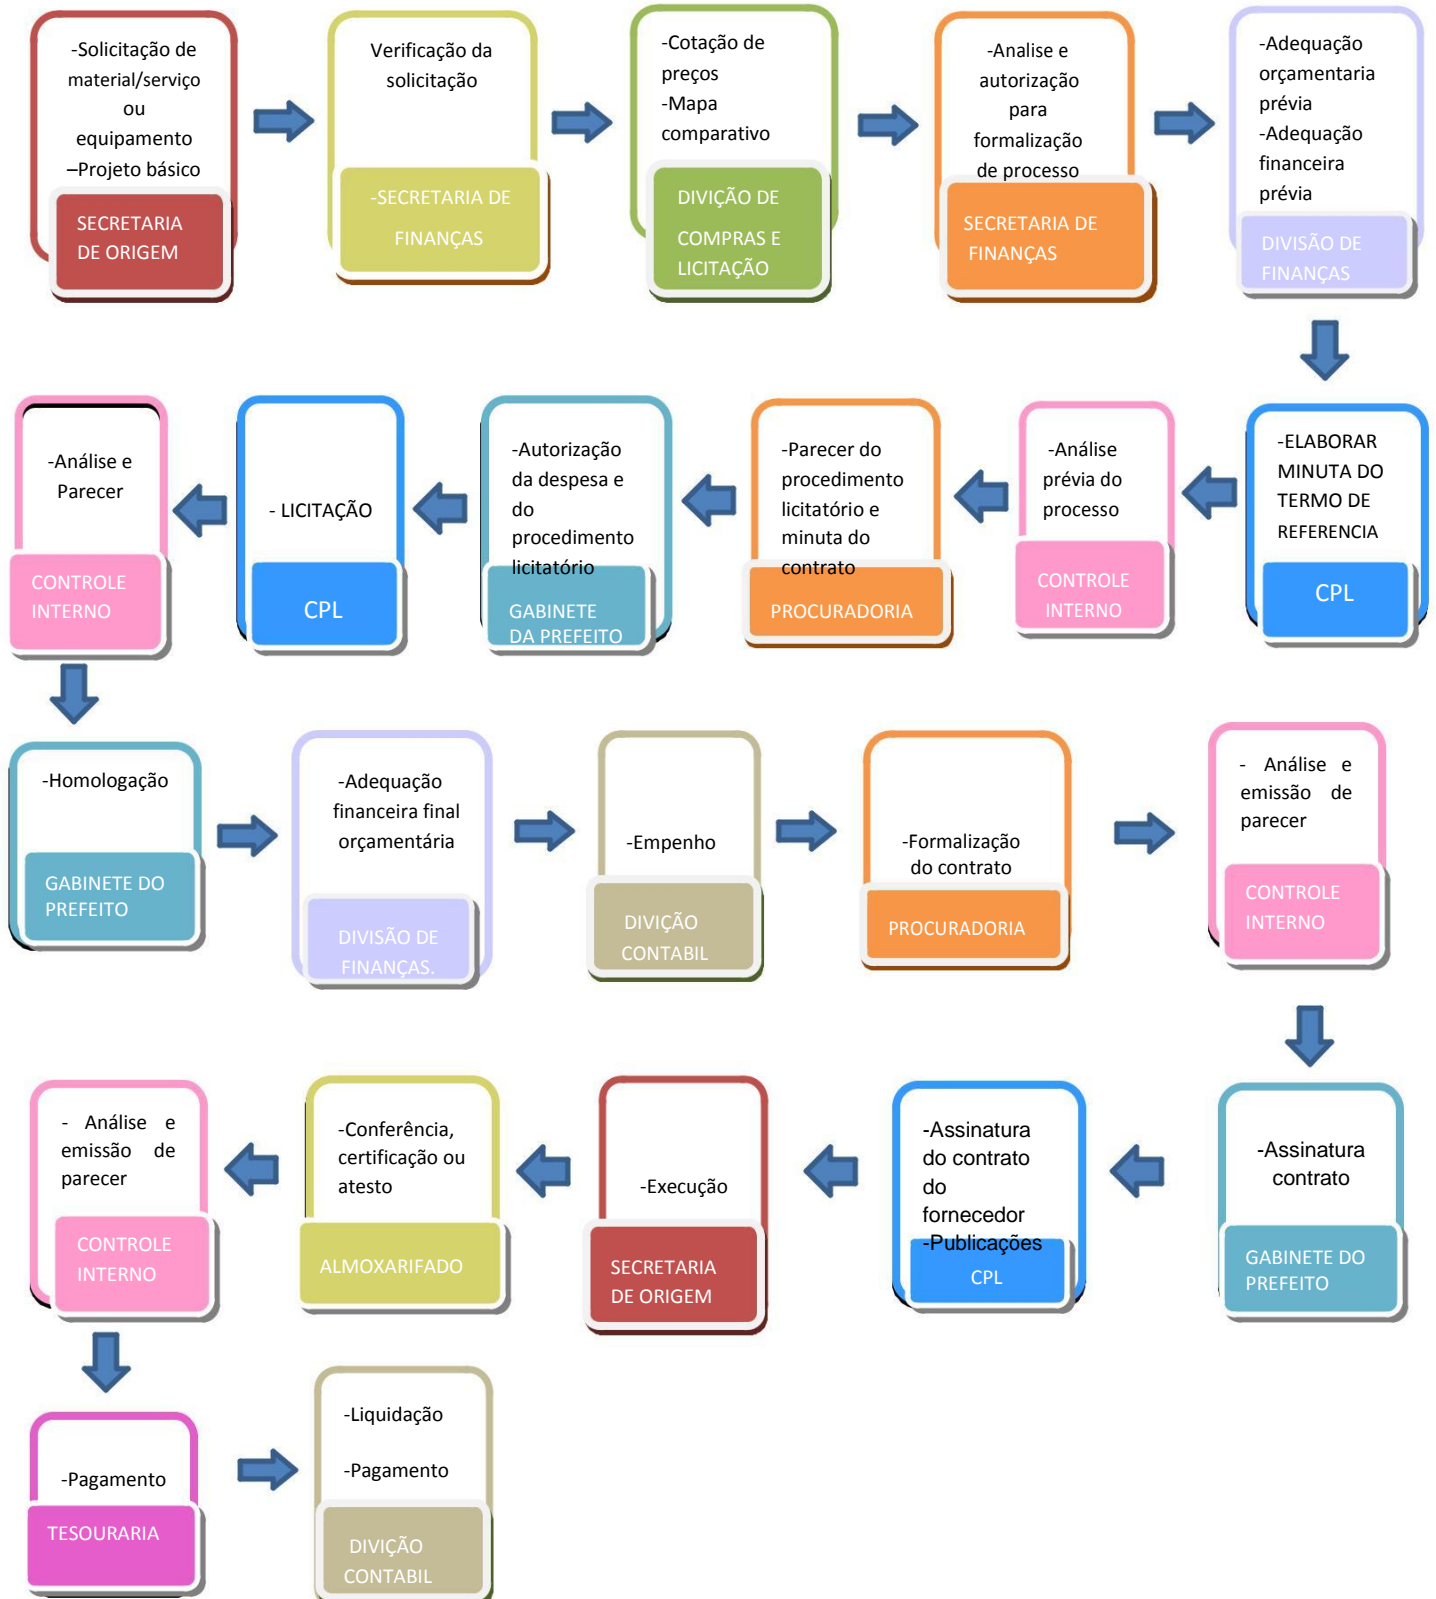 -Solicitação de
material/serviço
ou
equipamento
–Projeto básico
SECRETARIA
DE ORIGEM
Verificação da
solicitação
-SECRETARIA DE
FINANÇAS
-Cotação de
preços
-Mapa
comparativo
DIVIÇÃO DE
COMPRAS E
LICITAÇÃO
-Analise e
autorização
para
formalização
de processo
SECRETARIA DE
FINANÇAS
-Adequação
orçamentaria
prévia
-Adequação
financeira
prévia
DIVISÃO DE
FINANÇAS
-ELABORAR
MINUTA DO
TERMO DE
REFERENCIA
CPL
-Análise
prévia do
processo
CONTROLE
INTERNO
-Parecer do
procedimento
licitatório e
minuta do
contrato
PROCURADORIA
-Autorização
da despesa e
do
procedimento
licitatório
GABINETE
DA PREFEITO
- LICITAÇÃO
CPL
-Análise e
Parecer
CONTROLE
INTERNO
-Homologação
GABINETE DO
PREFEITO
-Adequação
financeira final
orçamentária
DIVISÃO DE
FINANÇAS.
-Empenho
DIVIÇÃO
CONTABIL
-Formalização
do contrato
PROCURADORIA
- Análise e
emissão de
parecer
CONTROLE
INTERNO
-Assinatura
contrato
GABINETE DO
PREFEITO
-Assinatura
do contrato
do
fornecedor
-Publicações
CPL
-Execução
SECRETARIA
DE ORIGEM
-Conferência,
certificação ou
atesto
ALMOXARIFADO
- Análise e
emissão de
parecer
CONTROLE
INTERNO
-Pagamento
TESOURARIA
-Liquidação
-Pagamento
DIVIÇÃO
CONTABIL